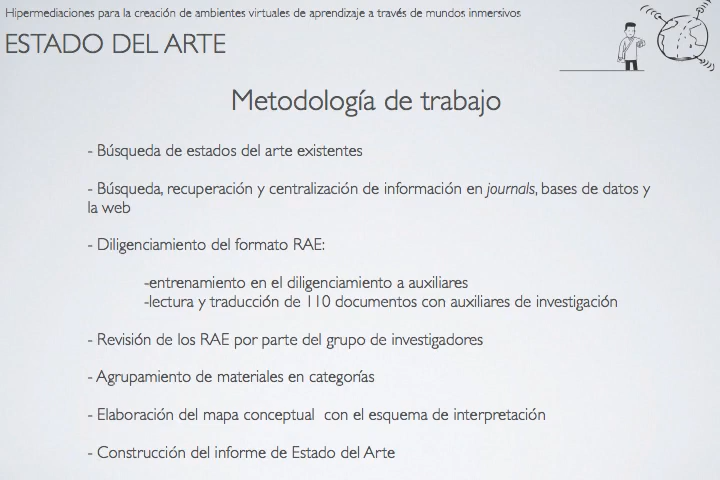 Hipermediaciones para la creación de ambientes virtuales de aprendizaje a través de mundos inmersivos
ESTADO DEL ARTE
Metodología de trabajo
- Búsqueda de estados del arte existentes
- Búsqueda, recuperación y centralización de información en journals, bases de datos y
la web
- Diligenciamiento del formato RAE:
-entrenamiento en el diligenciamiento a auxiliares
-lectura y traducción de 110 documentos con auxiliares de investigación
- Revisión de los RAE por parte del grupo de investigadores
- Agrupamiento de materiales en categorías
- Elaboración del mapa conceptual  con el esquema de interpretación
- Construcción del informe de Estado del Arte